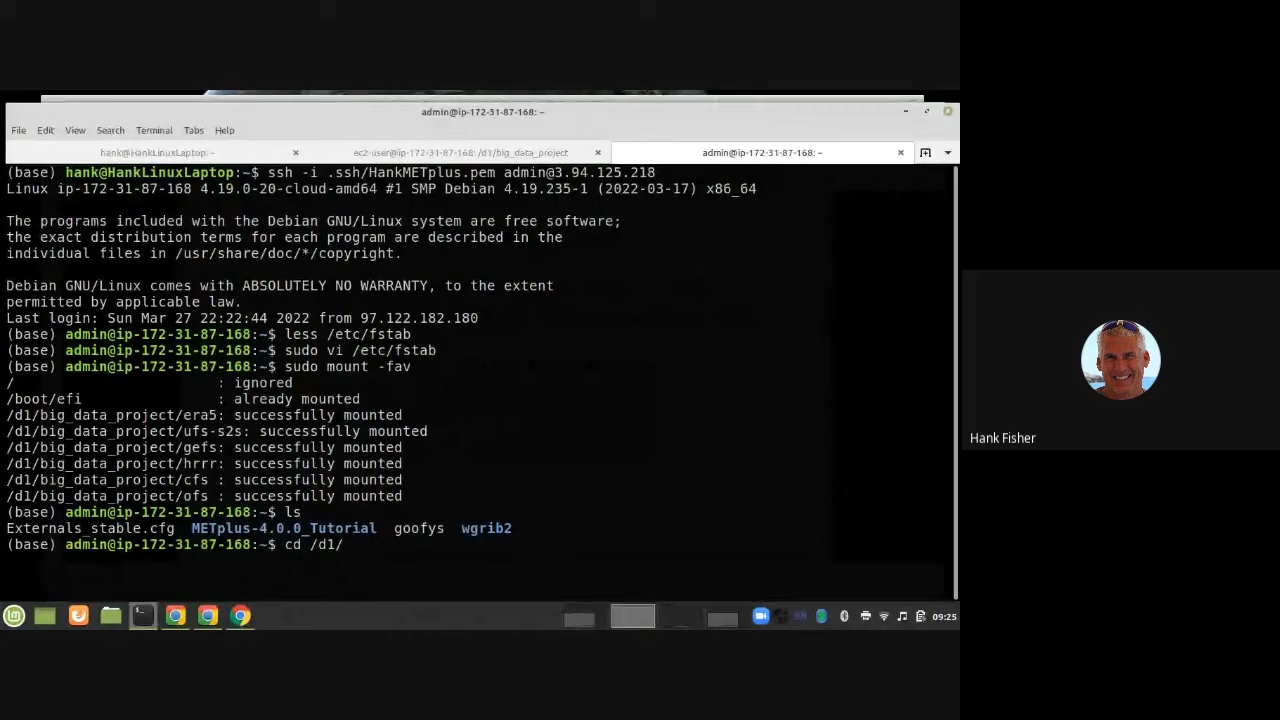 admin@ip-172-31-87-168: ~
File Edit View Search Terminal Tabs Help
hank@HankLinuxLaptop: ~
ec2-user@ip-172-31-87-168: /d1/big_data_project
admin@ip-172-31-87-168: ~
(base) hank@HankLinuxLaptop:~$ ssh -i .ssh/HankMETplus.pem admin@3.94.125.218
Linux ip-172-31-87-168 4.19.0-20-cloud-amd64 #1 SMP Debian 4.19.235-1 (2022-03-17) x86_64
The programs included with the Debian GNU/Linux system are free software;
the exact distribution terms for each program are described in the
individual files in /usr/share/doc/*/copyright.
Debian GNU/Linux comes with ABSOLUTELY NO WARRANTY, to the extent
permitted by applicable law.
Last login: Sun Mar 27 22:22:44 2022 from 97.122.182.180
(base) admin@ip-172-31-87-168:~$ less /etc/fstab
(base) admin@ip-172-31-87-168:~$ sudo vi /etc/fstab
(base) admin@ip-172-31-87-168:~$ sudo mount -fav
/                         : ignored
/boot/efi                 : already mounted
/d1/big_data_project/era5: successfully mounted
/d1/big_data_project/ufs-s2s: successfully mounted
/d1/big_data_project/gefs: successfully mounted
/d1/big_data_project/hrrr: successfully mounted
/d1/big_data_project/cfs : successfully mounted
/d1/big_data_project/ofs : successfully mounted
(base) admin@ip-172-31-87-168:~$ ls
Externals_stable.cfg  METplus-4.0.0_Tutorial  goofys  wgrib2
(base) admin@ip-172-31-87-168:~$ cd /d1/
Hank Fisher
EN
09:25